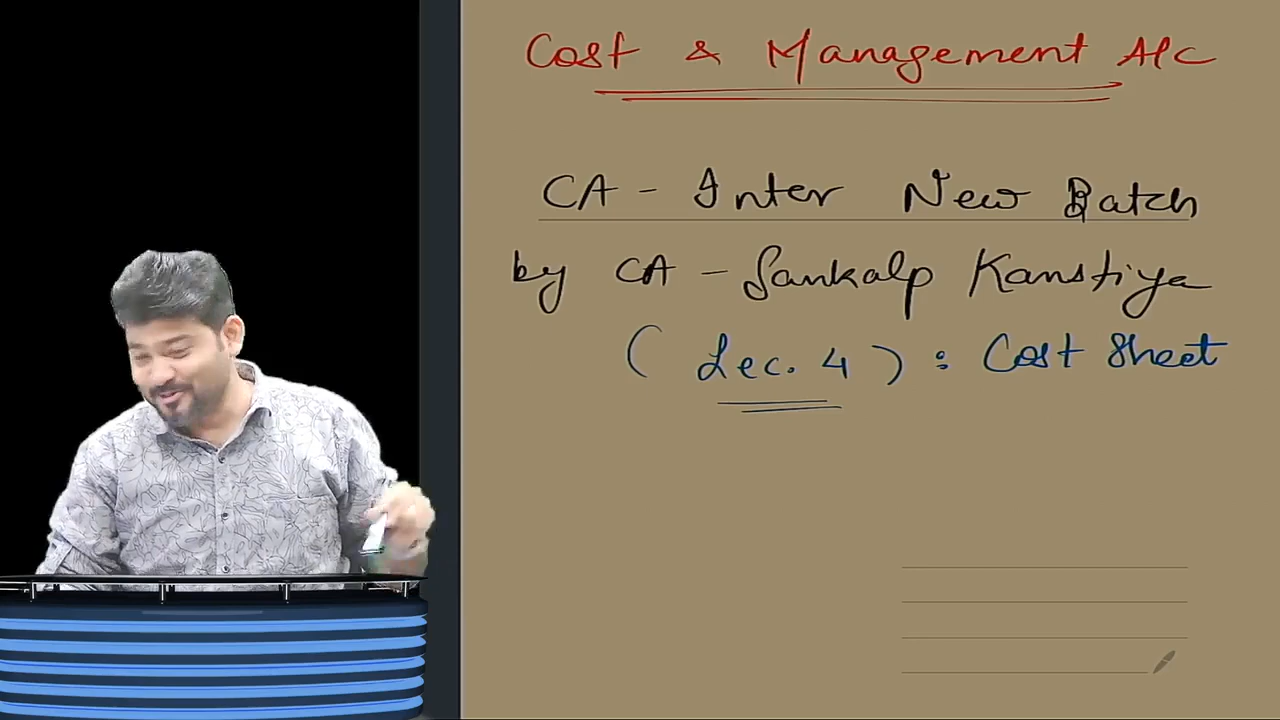 Cost & Management A/c
CA - Inter New Batch
by CA - Sankalp Kanstiya
( Lec. 4 ) : Cost Sheet